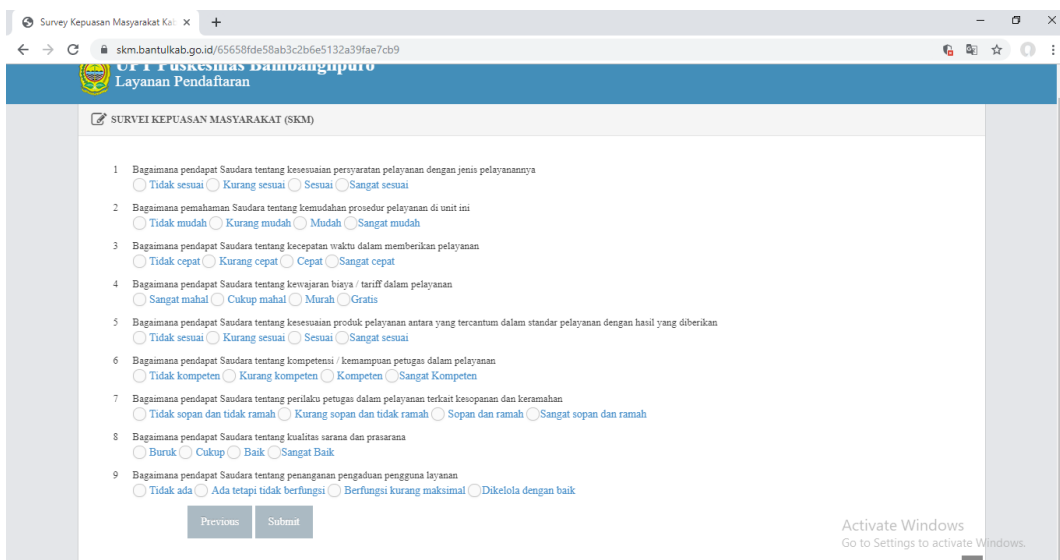 Survey Kepuasan Masyarakat Kab
skm.bantulkab.go.id/65658fde58ab3c2b6e5132a39fae7cb9
UPT Puskesmas Bambanglipuro
Layanan Pendaftaran
SURVEI KEPUASAN MASYARAKAT (SKM)
1 Bagaimana pendapat Saudara tentang kesesuaian persyaratan pelayanan dengan jenis pelayanannya
Tidak sesuai Kurang sesuai Sesuai Sangat sesuai
2 Bagaimana pemahaman Saudara tentang kemudahan prosedur pelayanan di unit ini
Tidak mudah Kurang mudah Mudah Sangat mudah
3 Bagaimana pendapat Saudara tentang kecepatan waktu dalam memberikan pelayanan
Tidak cepat Kurang cepat Cepat Sangat cepat
4 Bagaimana pendapat Saudara tentang kewajaran biaya / tariff dalam pelayanan
Sangat mahal Cukup mahal Murah Gratis
5 Bagaimana pendapat Saudara tentang kesesuaian produk pelayanan antara yang tercantum dalam standar pelayanan dengan hasil yang diberikan
Tidak sesuai Kurang sesuai Sesuai Sangat sesuai
6 Bagaimana pendapat Saudara tentang kompetensi / kemampuan petugas dalam pelayanan
Tidak kompeten Kurang kompeten Kompeten Sangat Kompeten
7 Bagaimana pendapat Saudara tentang perilaku petugas dalam pelayanan terkait kesopanan dan keramahan
Tidak sopan dan tidak ramah Kurang sopan dan tidak ramah Sopan dan ramah Sangat sopan dan ramah
8 Bagaimana pendapat Saudara tentang kualitas sarana dan prasarana
Buruk Cukup Baik Sangat Baik
9 Bagaimana pendapat Saudara tentang penanganan pengaduan pengguna layanan
Tidak ada Ada tetapi tidak berfungsi Berfungsi kurang maksimal Dikelola dengan baik
Previous Submit
Activate Windows
Go to Settings to activate Windows.